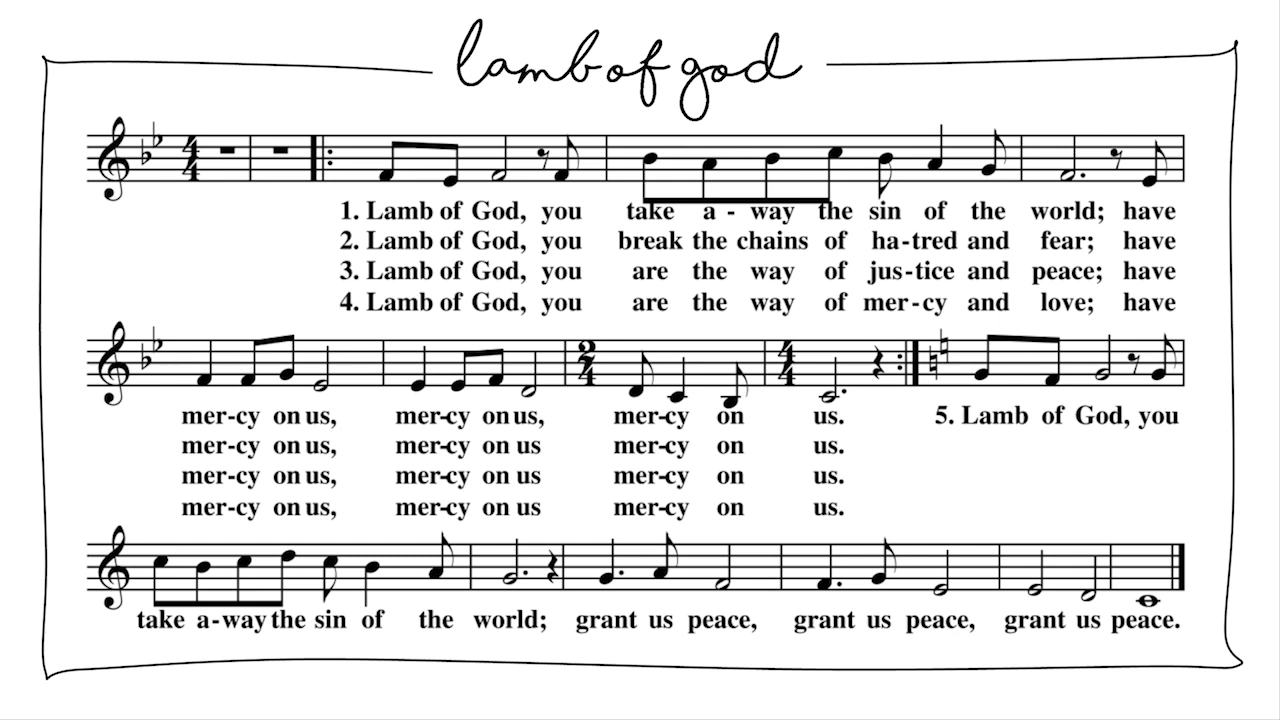 lamb of god
1. Lamb of God, you take a - way the sin of the world; have
2. Lamb of God, you break the chains of ha-tred and fear; have
3. Lamb of God, you are the way of jus-tice and peace; have
4. Lamb of God, you are the way of mer-cy and love; have
mer-cy on us, mer-cy on us, mer-cy on us. 5. Lamb of God, you
mer-cy on us, mer-cy on us mer-cy on us.
mer-cy on us, mer-cy on us mer-cy on us.
mer-cy on us, mer-cy on us mer-cy on us.
take a-way the sin of the world; grant us peace, grant us peace, grant us peace.